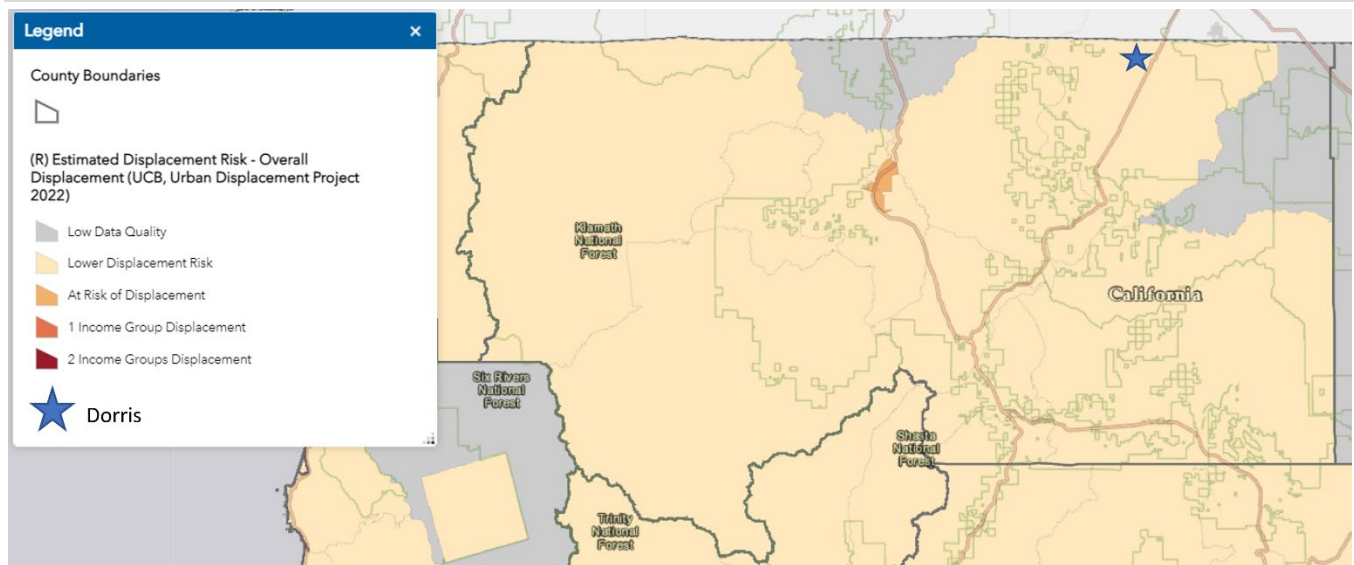 Legend
×
County Boundaries
(R) Estimated Displacement Risk - Overall
Displacement (UCB, Urban Displacement Project
2022)
Low Data Quality
Lower Displacement Risk
At Risk of Displacement
1 Income Group Displacement
2 Income Groups Displacement
Dorris
Klamath
National
Forest
California
Six Rivers
National
Forest
Shasta
National
Forest
Trinity
National
Forest